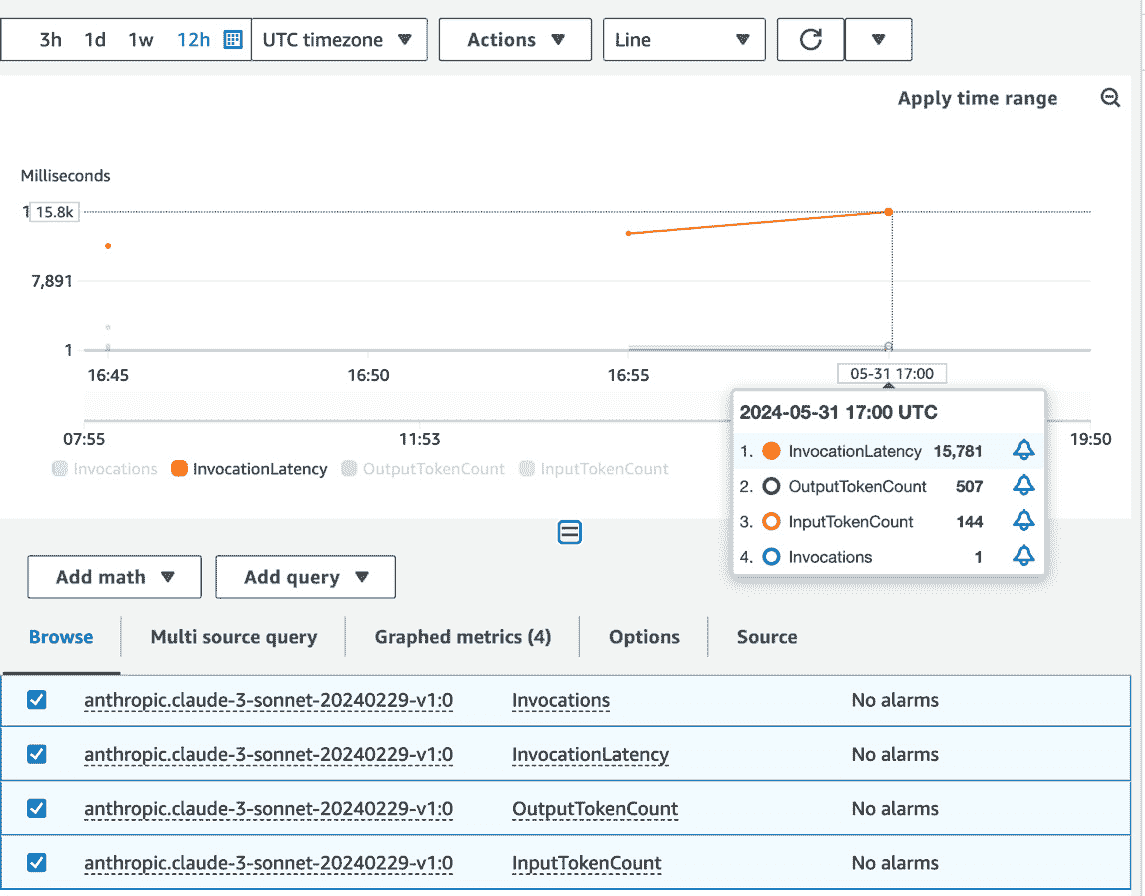 3h 1d 1w 12h UTC timezone Actions Line
Apply time range
Milliseconds
15.8k
7,891
1
16:45 16:50 16:55 05-31 17:00
07:55 11:53 19:50
Invocations InvocationLatency OutputTokenCount InputTokenCount
2024-05-31 17:00 UTC
1. InvocationLatency 15,781
2. OutputTokenCount 507
3. InputTokenCount 144
4. Invocations 1
Add math Add query
Browse Multi source query Graphed metrics (4) Options Source
anthropic.claude-3-sonnet-20240229-v1:0 Invocations No alarms
anthropic.claude-3-sonnet-20240229-v1:0 InvocationLatency No alarms
anthropic.claude-3-sonnet-20240229-v1:0 OutputTokenCount No alarms
anthropic.claude-3-sonnet-20240229-v1:0 InputTokenCount No alarms